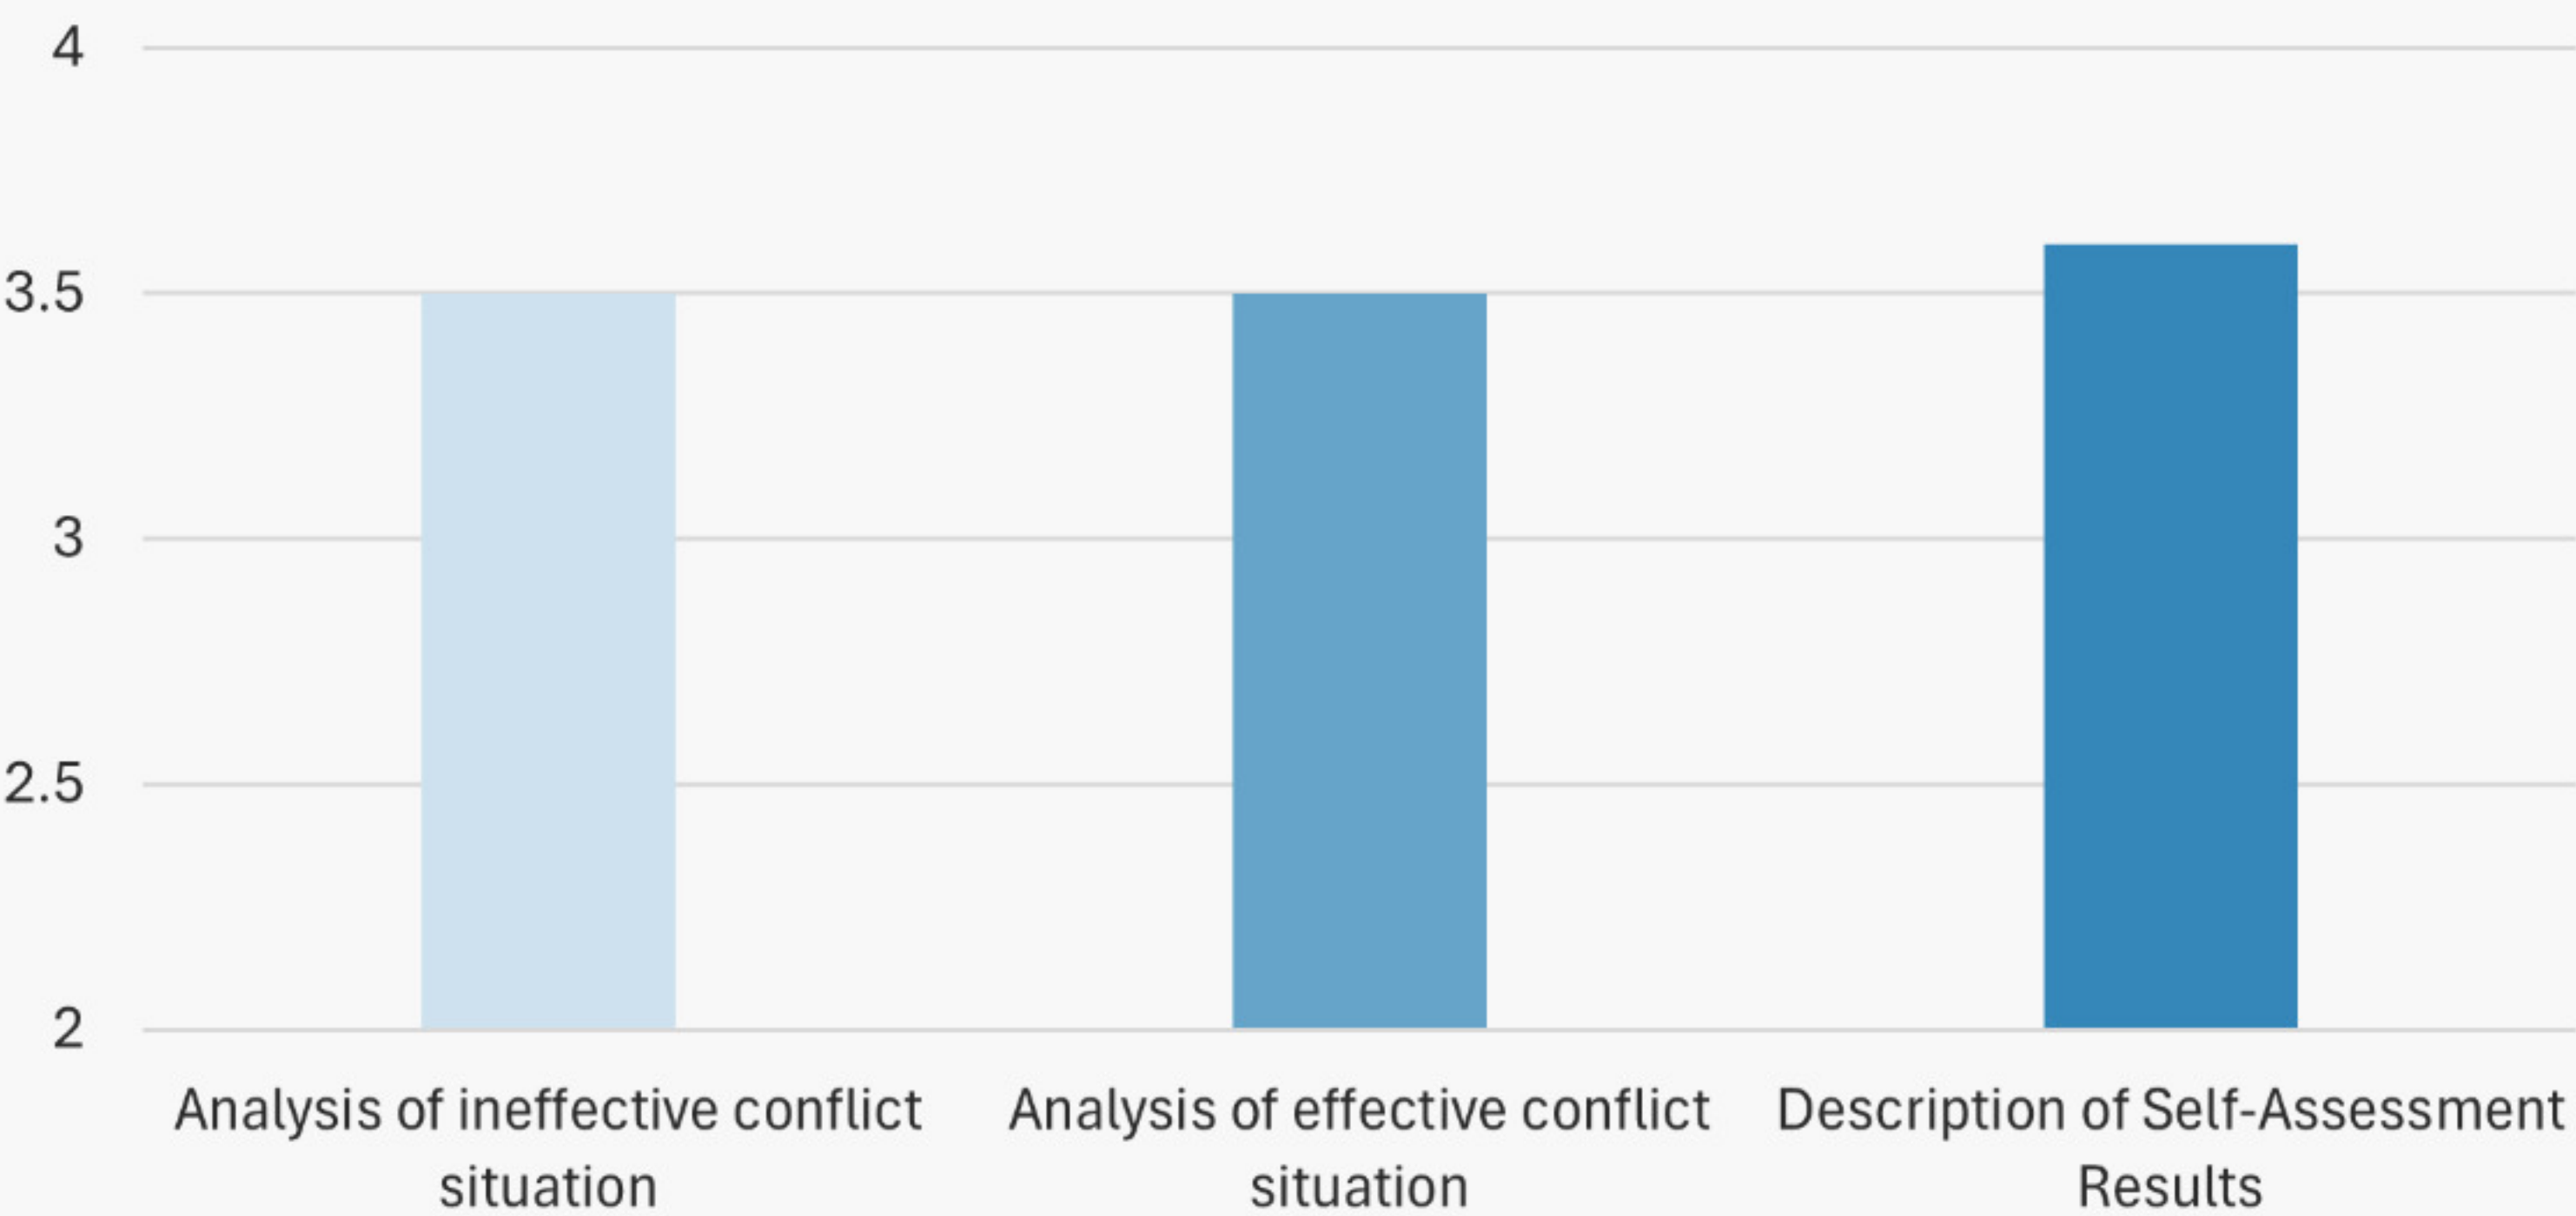 4
3.5
3
2.5
2
Analysis of ineffective conflict
situation
Analysis of effective conflict
situation
Description of Self-Assessment
Results